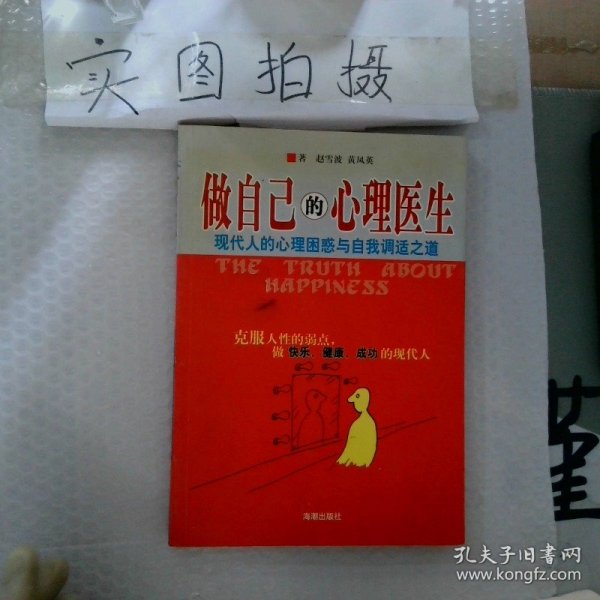 实图拍摄
著 赵雪波 黄凤英
做自己的心理医生
现代人的心理困惑与自我调适之道
THE TRUTH ABOUT
HAPPINESS
克服人性的弱点,
做 快乐、健康、成功 的现代人
海潮出版社
孔夫子旧书网
www.kongfz.com